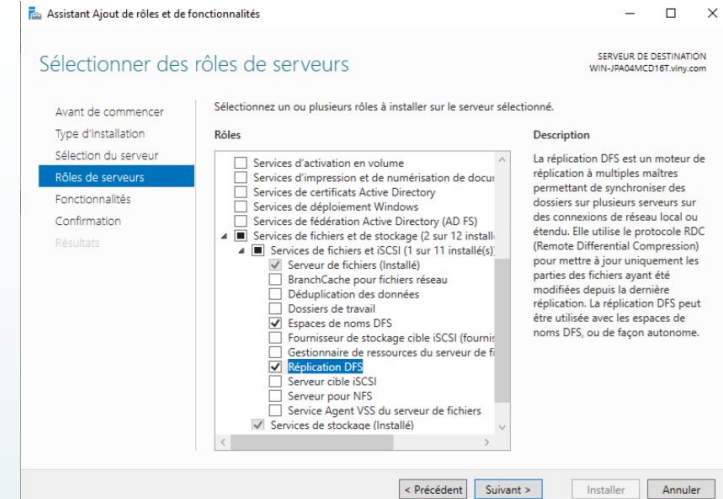 Assistant Ajout de rôles et de fonctionnalités
Sélectionner des rôles de serveurs
SERVEUR DE DESTINATION
WIN-JPA04MCD16T.viny.com
Avant de commencer
Type d'installation
Sélection du serveur
Rôles de serveurs
Fonctionnalités
Confirmation
Résultats
Sélectionnez un ou plusieurs rôles à installer sur le serveur sélectionné.
Rôles
Services d'activation en volume
Services d'impression et de numérisation de docur
Services de certificats Active Directory
Services de déploiement Windows
Services de fédération Active Directory (AD FS)
Services de fichiers et de stockage (2 sur 12 install
Services de fichiers et iSCSI (1 sur 11 installé(s)
Serveur de fichiers (Installé)
BranchCache pour fichiers réseau
Déduplication des données
Dossiers de travail
Espaces de noms DFS
Fournisseur de stockage cible iSCSI (fournis
Gestionnaire de ressources du serveur de fi
Réplication DFS
Serveur cible iSCSI
Serveur pour NFS
Service Agent VSS du serveur de fichiers
Services de stockage (Installé)
Description
La réplication DFS est un moteur de
réplication à multiples maîtres
permettant de synchroniser des
dossiers sur plusieurs serveurs sur
des connexions de réseau local ou
étendu. Elle utilise le protocole RDC
(Remote Differential Compression)
pour mettre à jour uniquement les
parties des fichiers ayant été
modifiées depuis la dernière
réplication. La réplication DFS peut
être utilisée avec les espaces de
noms DFS, ou de façon autonome.
< Précédent
Suivant >
Installer
Annuler